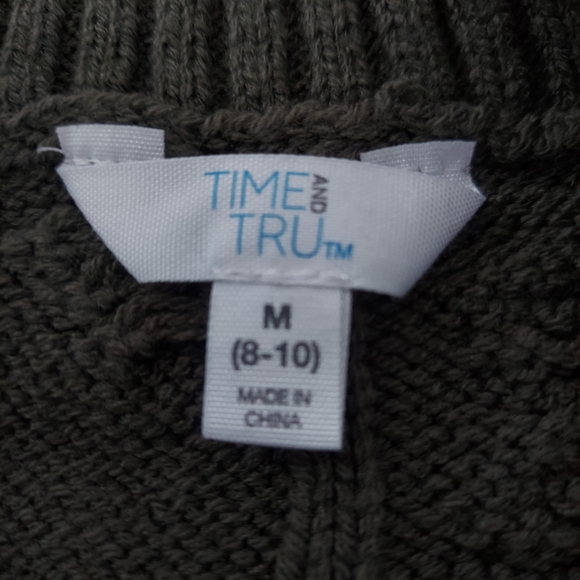 TIME AND
TRU™
M
(8-10)
MADE IN
CHINA